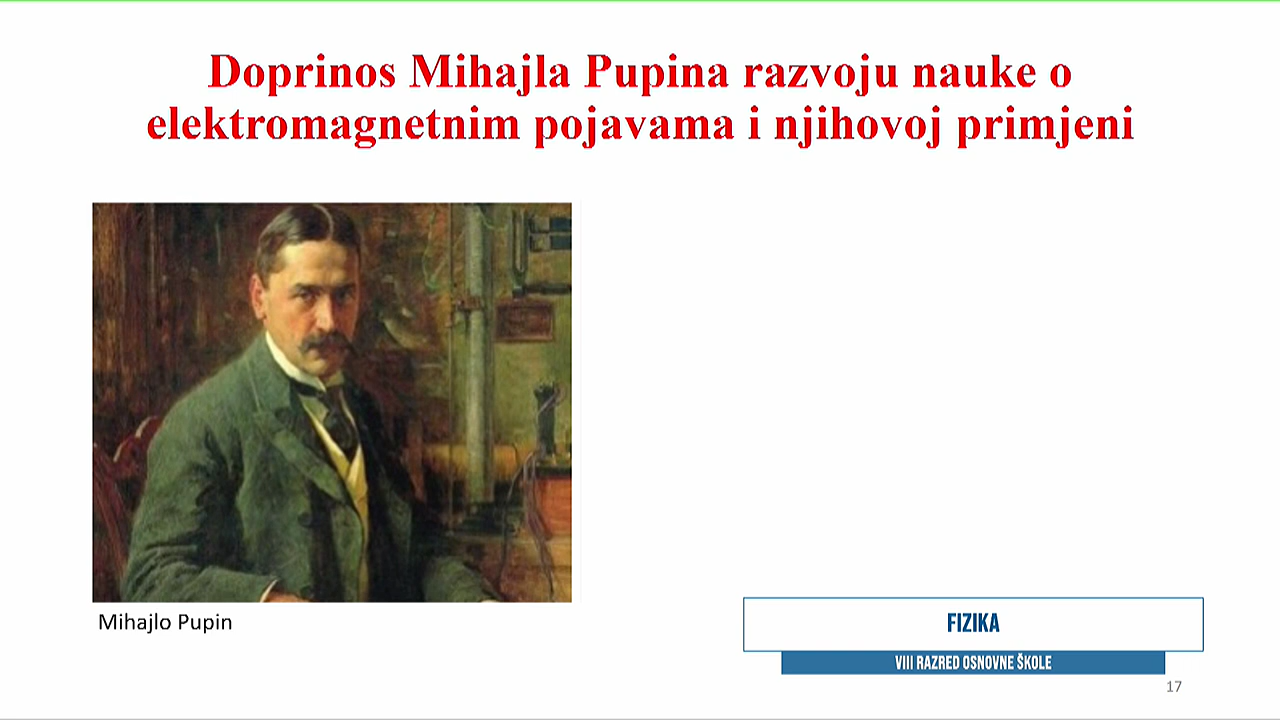 Doprinos Mihajla Pupina razvoju nauke o
elektromagnetnim pojavama i njihovoj primjeni
Mihajlo Pupin
FIZIKA
VIII RAZRED OSNOVNE ŠKOLE
17